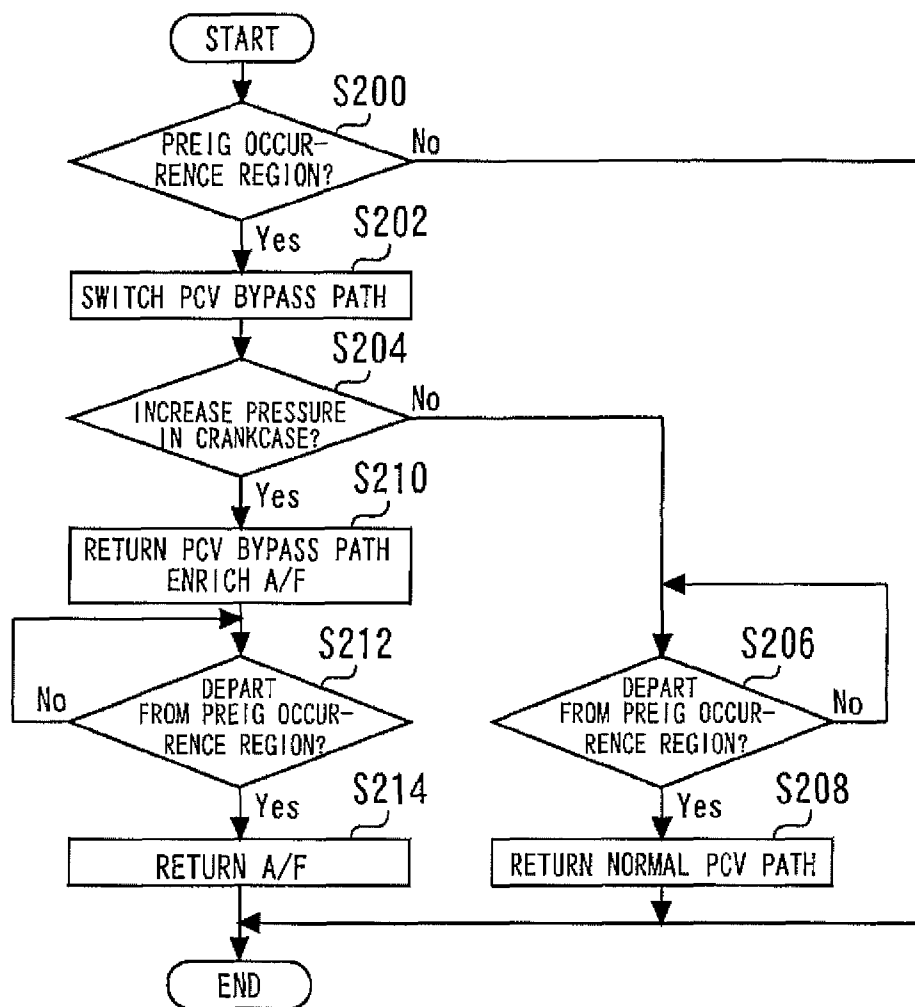 START
S200
PREIG OCCUR-
RENCE REGION?
No
Yes
S202
SWITCH PCV BYPASS PATH
S204
INCREASE PRESSURE
IN CRANKCASE?
No
Yes
S210
RETURN PCV BYPASS PATH
ENRICH A/F
S212
DEPART
FROM PREIG OCCUR-
RENCE REGION?
No
Yes
S214
RETURN A/F
S206
DEPART
FROM PREIG OCCUR-
RENCE REGION?
No
Yes
S208
RETURN NORMAL PCV PATH
END